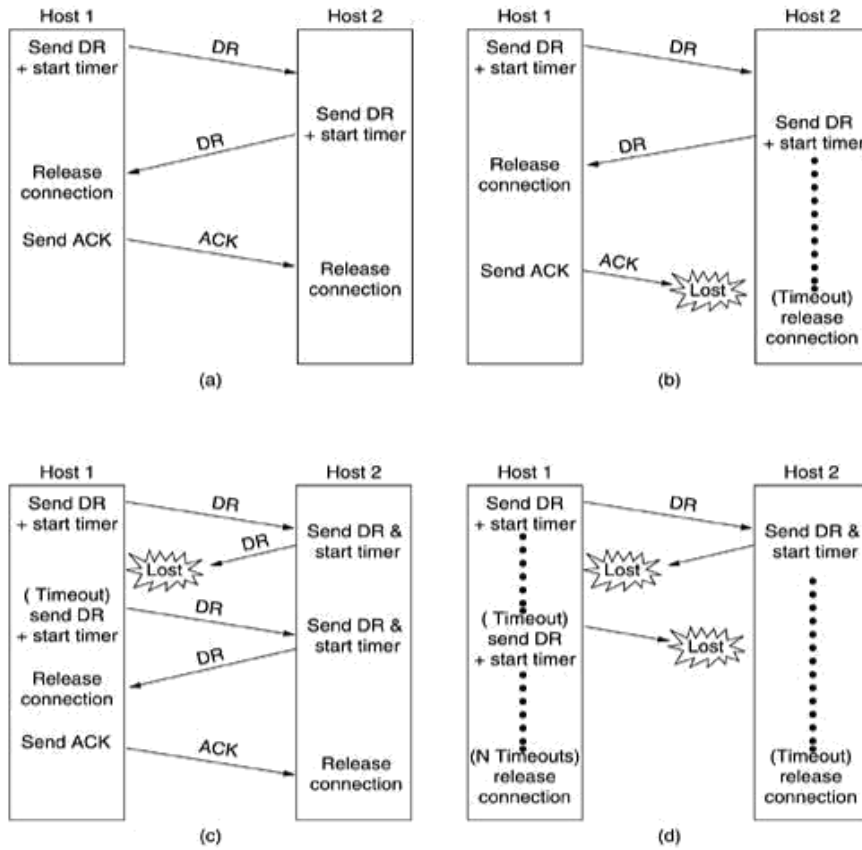 Host 1
Host 2
Send DR
+ start timer
DR
Send DR
+ start timer
DR
Release
connection
Send ACK
ACK
Release
connection
(a)
Host 1
Host 2
Send DR
+ start timer
DR
Send DR
+ start timer
DR
Release
connection
Send ACK
ACK
Lost
(Timeout)
release
connection
(b)
Host 1
Host 2
Send DR
+ start timer
DR
Send DR &
start timer
DR
Lost
( Timeout)
send DR
+ start timer
DR
Send DR &
start timer
DR
Release
connection
Send ACK
ACK
Release
connection
(c)
Host 1
Host 2
Send DR
+ start timer
DR
Send DR &
start timer
Lost
( Timeout)
send DR
+ start timer
Lost
(N Timeouts)
release
connection
(Timeout)
release
connection
(d)